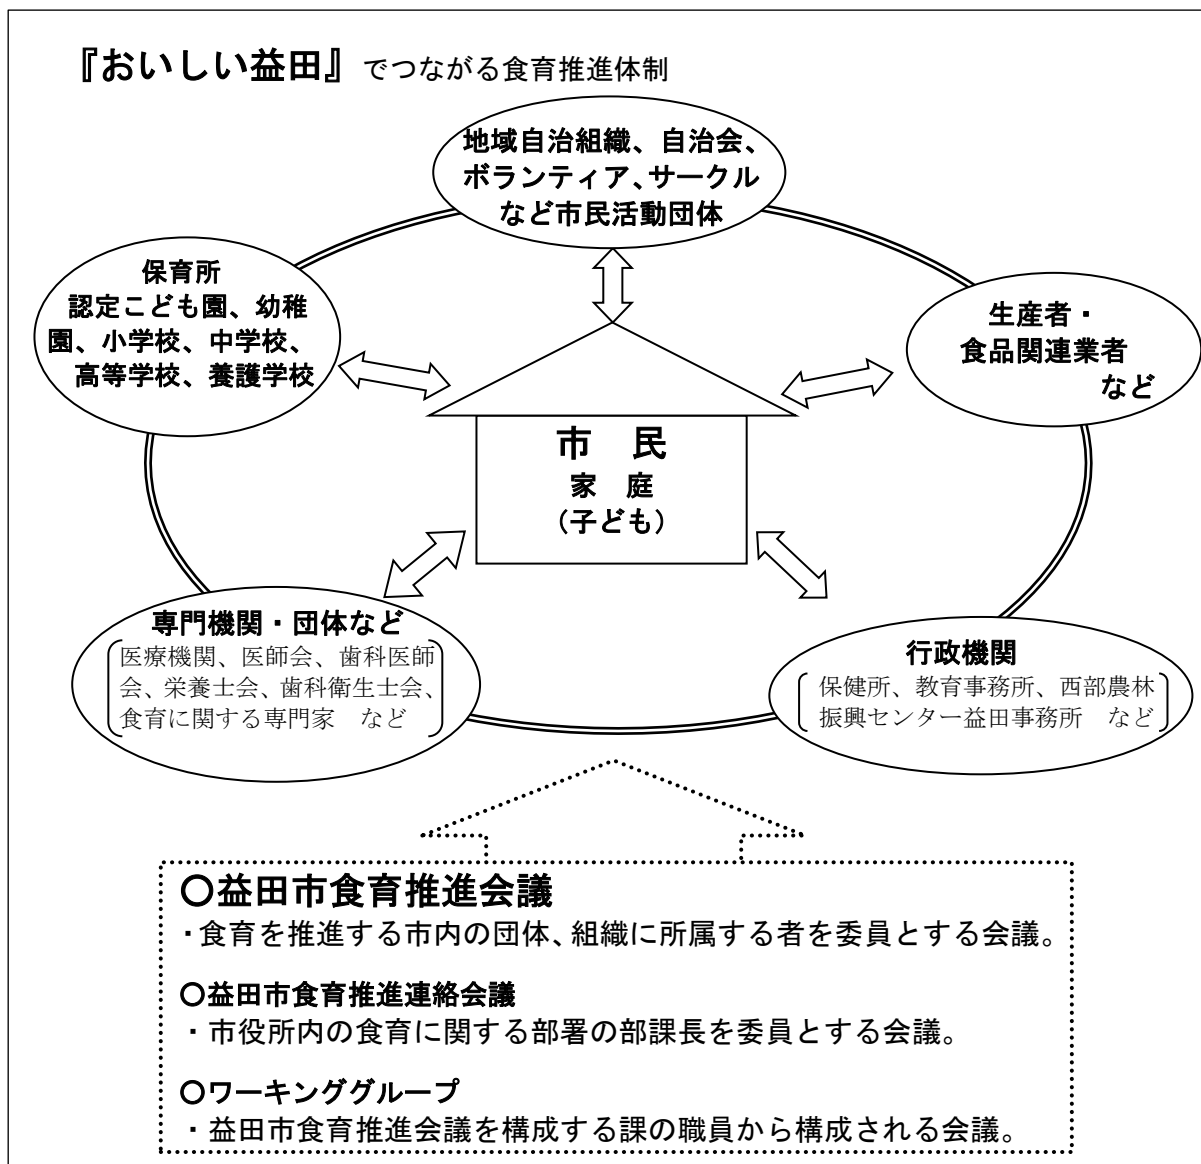 『おいしい益田』でつながる食育推進体制
地域自治組織、自治会、
ボランティア、サークル
など市民活動団体
保育所
認定こども園、幼稚
園、小学校、中学校、
高等学校、養護学校
生産者・
食品関連業者
など
市　民
家　庭
（子ども）
専門機関・団体など
医療機関、医師会、歯科医師
会、栄養士会、歯科衛生士会、
食育に関する専門家　など
行政機関
保健所、教育事務所、西部農林
振興センター益田事務所　など
○益田市食育推進会議
・食育を推進する市内の団体、組織に所属する者を委員とする会議。
○益田市食育推進連絡会議
・市役所内の食育に関する部署の部課長を委員とする会議。
○ワーキンググループ
・益田市食育推進会議を構成する課の職員から構成される会議。